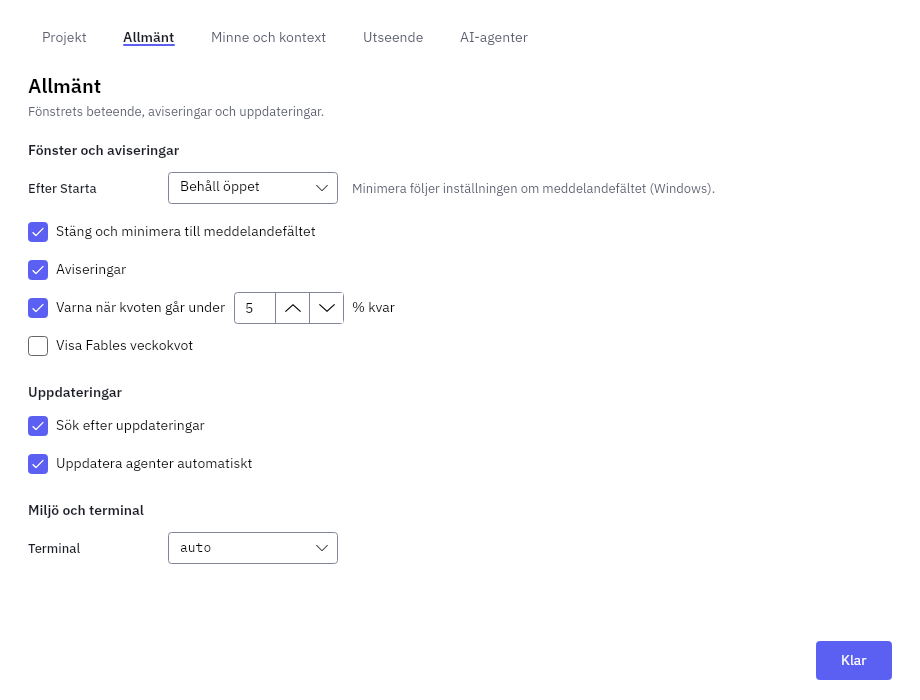 Projekt Allmänt Minne och kontext Utseende AI-agenter
Allmänt
Fönstrets beteende, aviseringar och uppdateringar.
Fönster och aviseringar
Efter Starta Behåll öppet Minimera följer inställningen om meddelandefältet (Windows).
Stäng och minimera till meddelandefältet
Aviseringar
Varna när kvoten går under 5 % kvar
Visa Fables veckokvot
Uppdateringar
Sök efter uppdateringar
Uppdatera agenter automatiskt
Miljö och terminal
Terminal auto
Klar